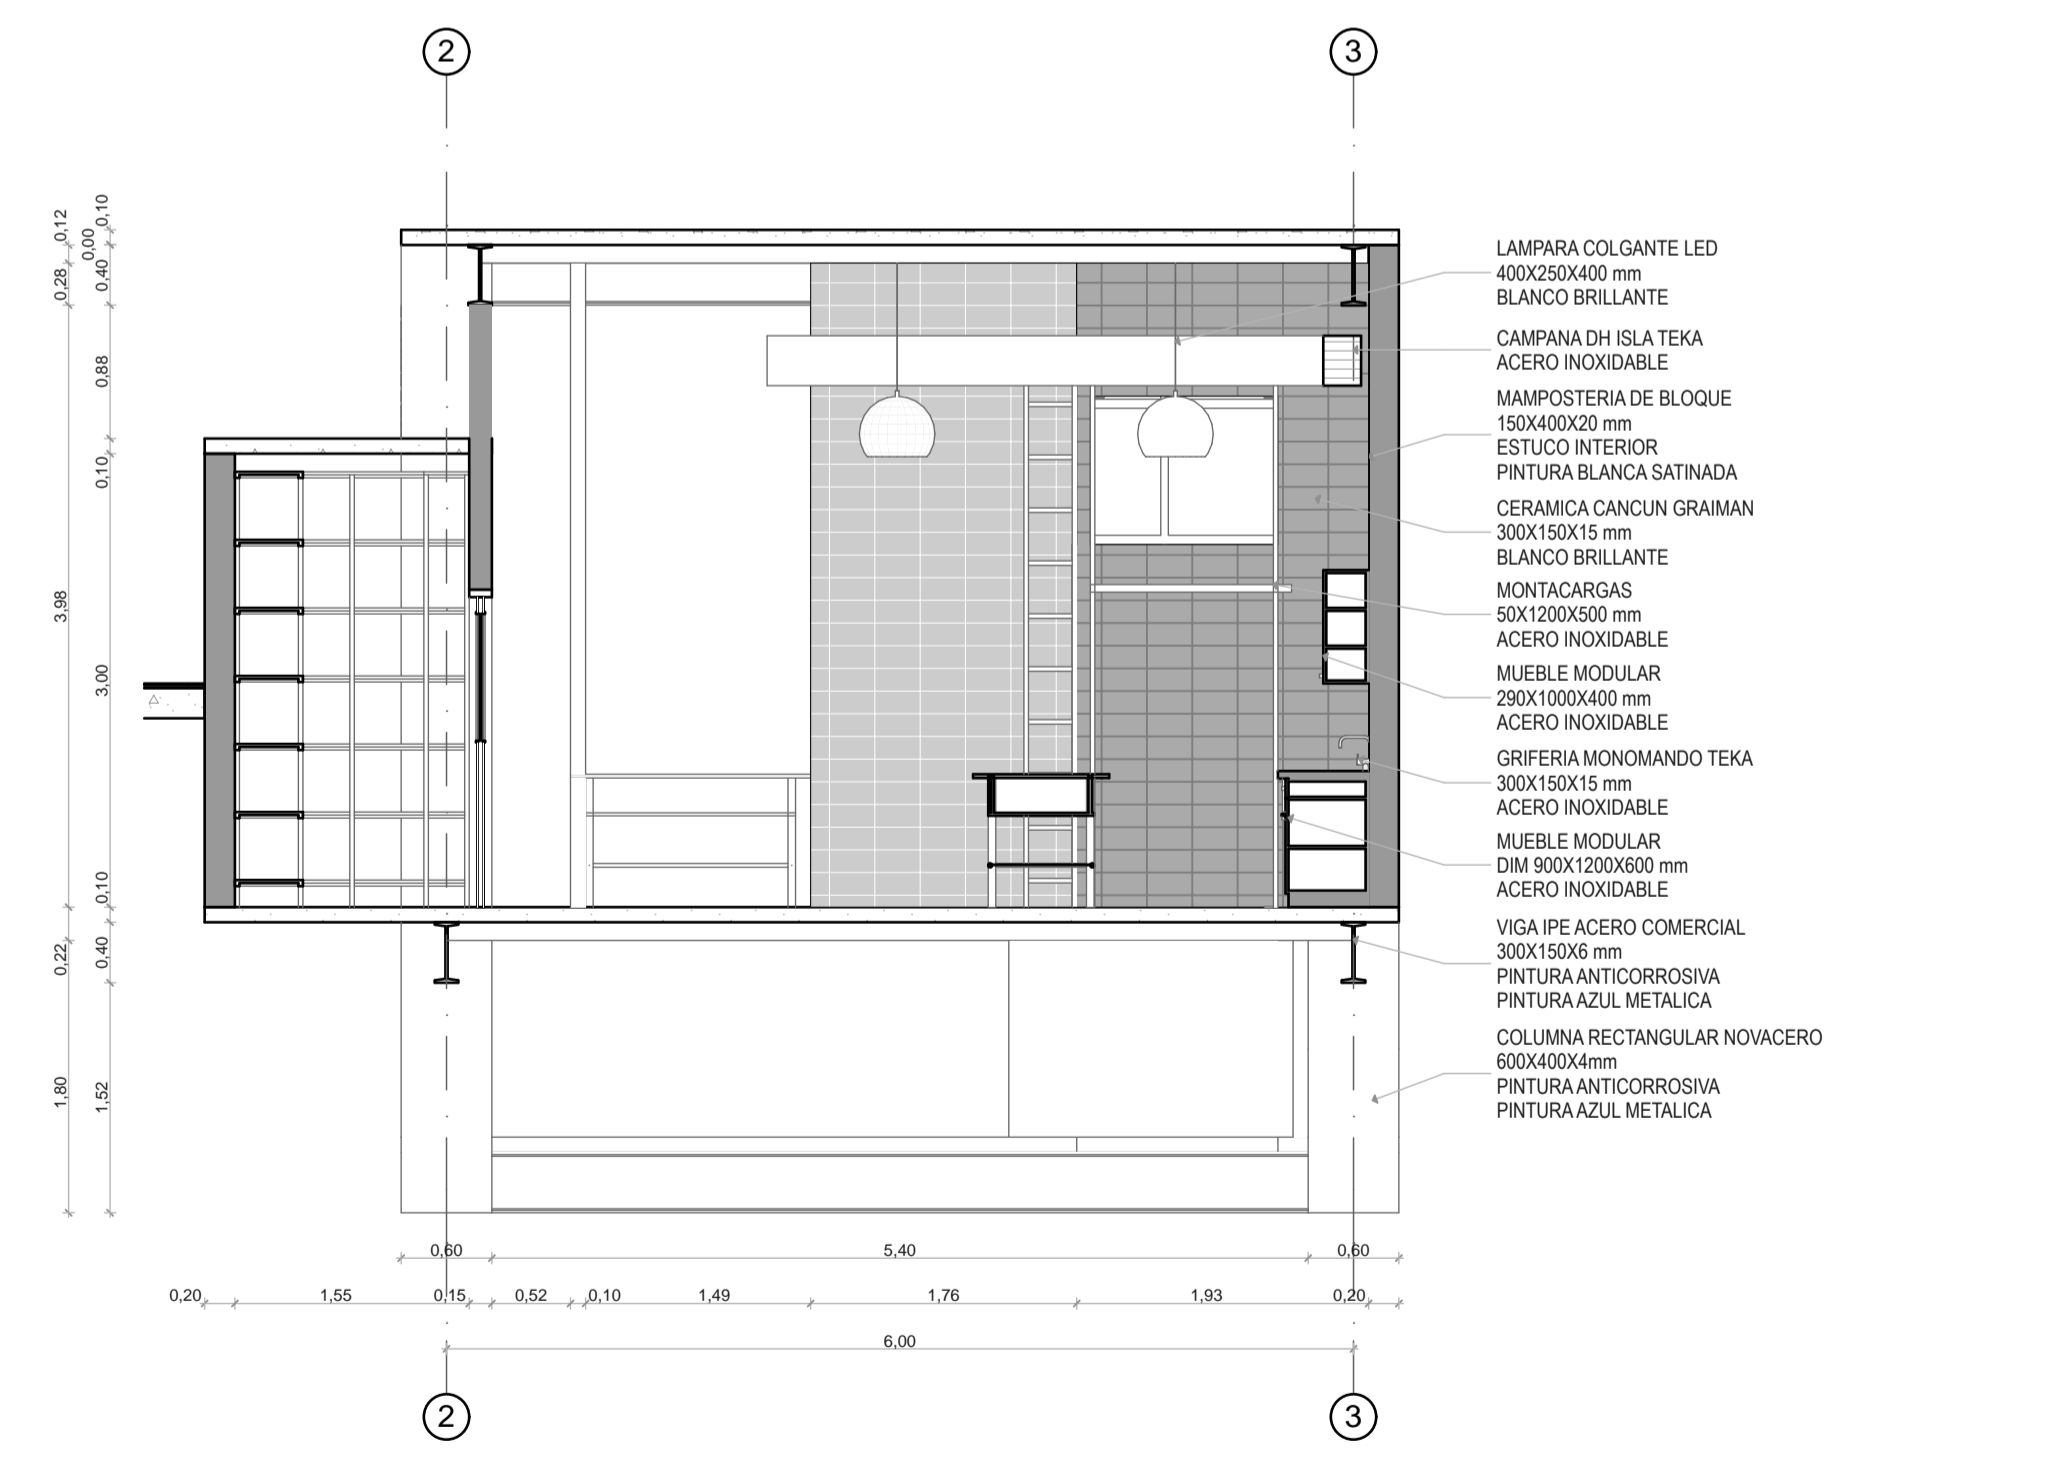 2
3
0,12
0,10
0,00
0,28
0,40
0,88
0,10
3,98
3,00
0,10
0,22
0,40
1,80
1,52
LAMPARA COLGANTE LED
400X250X400 mm
BLANCO BRILLANTE
CAMPANA DH ISLA TEKA
ACERO INOXIDABLE
MAMPOSTERIA DE BLOQUE
150X400X20 mm
ESTUCO INTERIOR
PINTURA BLANCA SATINADA
CERAMICA CANCUN GRAIMAN
300X150X15 mm
BLANCO BRILLANTE
MONTACARGAS
50X1200X500 mm
ACERO INOXIDABLE
MUEBLE MODULAR
290X1000X400 mm
ACERO INOXIDABLE
GRIFERIA MONOMANDO TEKA
300X150X15 mm
ACERO INOXIDABLE
MUEBLE MODULAR
DIM 900X1200X600 mm
ACERO INOXIDABLE
VIGA IPE ACERO COMERCIAL
300X150X6 mm
PINTURA ANTICORROSIVA
PINTURA AZUL METALICA
COLUMNA RECTANGULAR NOVACERO
600X400X4mm
PINTURA ANTICORROSIVA
PINTURA AZUL METALICA
0,60 5,40 0,60
0,20 1,55 0,15 0,52 0,10 1,49 1,76 1,93 0,20
6,00
2
3